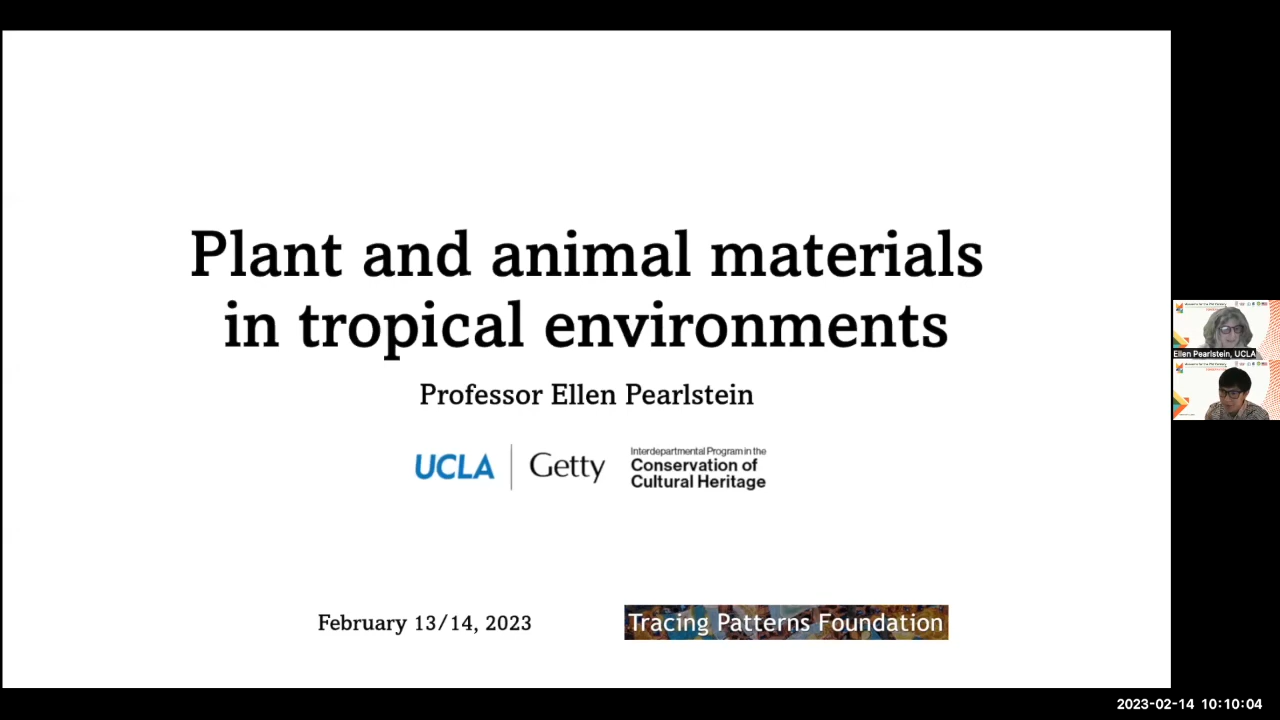 Plant and animal materials
in tropical environments
Professor Ellen Pearlstein
UCLA
Getty
Interdepartmental Program in the
Conservation of
Cultural Heritage
February 13/14, 2023
Tracing Patterns Foundation
Ellen Pearlstein, UCLA
2023-02-14 10:10:04